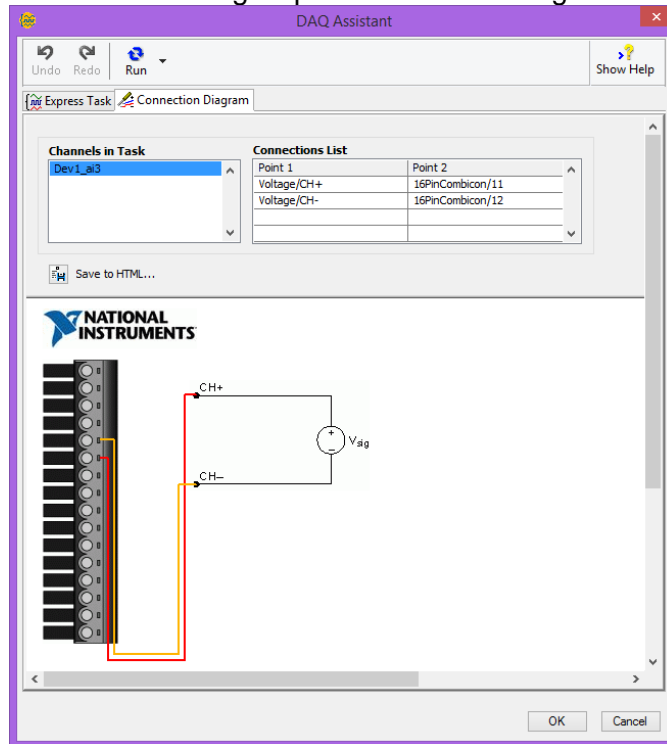 DAQ Assistant
Undo Redo Run Show Help
Express Task Connection Diagram
Channels in Task
Dev1_ai3
Connections List
Point 1 Point 2
Voltage/CH+ 16PinCombicon/11
Voltage/CH- 16PinCombicon/12
Save to HTML...
NATIONAL
INSTRUMENTS
CH+
+
Vsig
–
CH–
OK Cancel